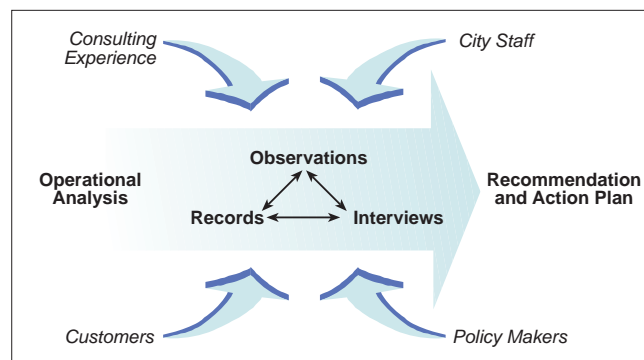 Consulting
Experience
City Staff
Observations
Operational
Analysis
Recommendation
and Action Plan
Records
Interviews
Customers
Policy Makers